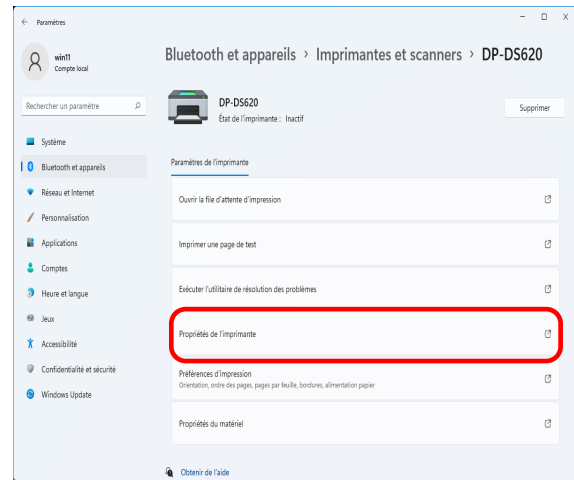 Paramètres
win11
Compte local
Rechercher un paramètre
Système
Bluetooth et appareils
Réseau et Internet
Personnalisation
Applications
Comptes
Heure et langue
Jeux
Accessibilité
Confidentialité et sécurité
Windows Update
Bluetooth et appareils > Imprimantes et scanners > DP-DS620
DP-DS620
État de l'imprimante : Inactif
Supprimer
Paramètres de l'imprimante
Ouvrir la file d'attente d'impression
Imprimer une page de test
Exécuter l'utilitaire de résolution des problèmes
Propriétés de l'imprimante
Préférences d'impression
Orientation, ordre des pages, pages par feuille, bordures, alimentation papier
Propriétés du matériel
Obtenir de l'aide